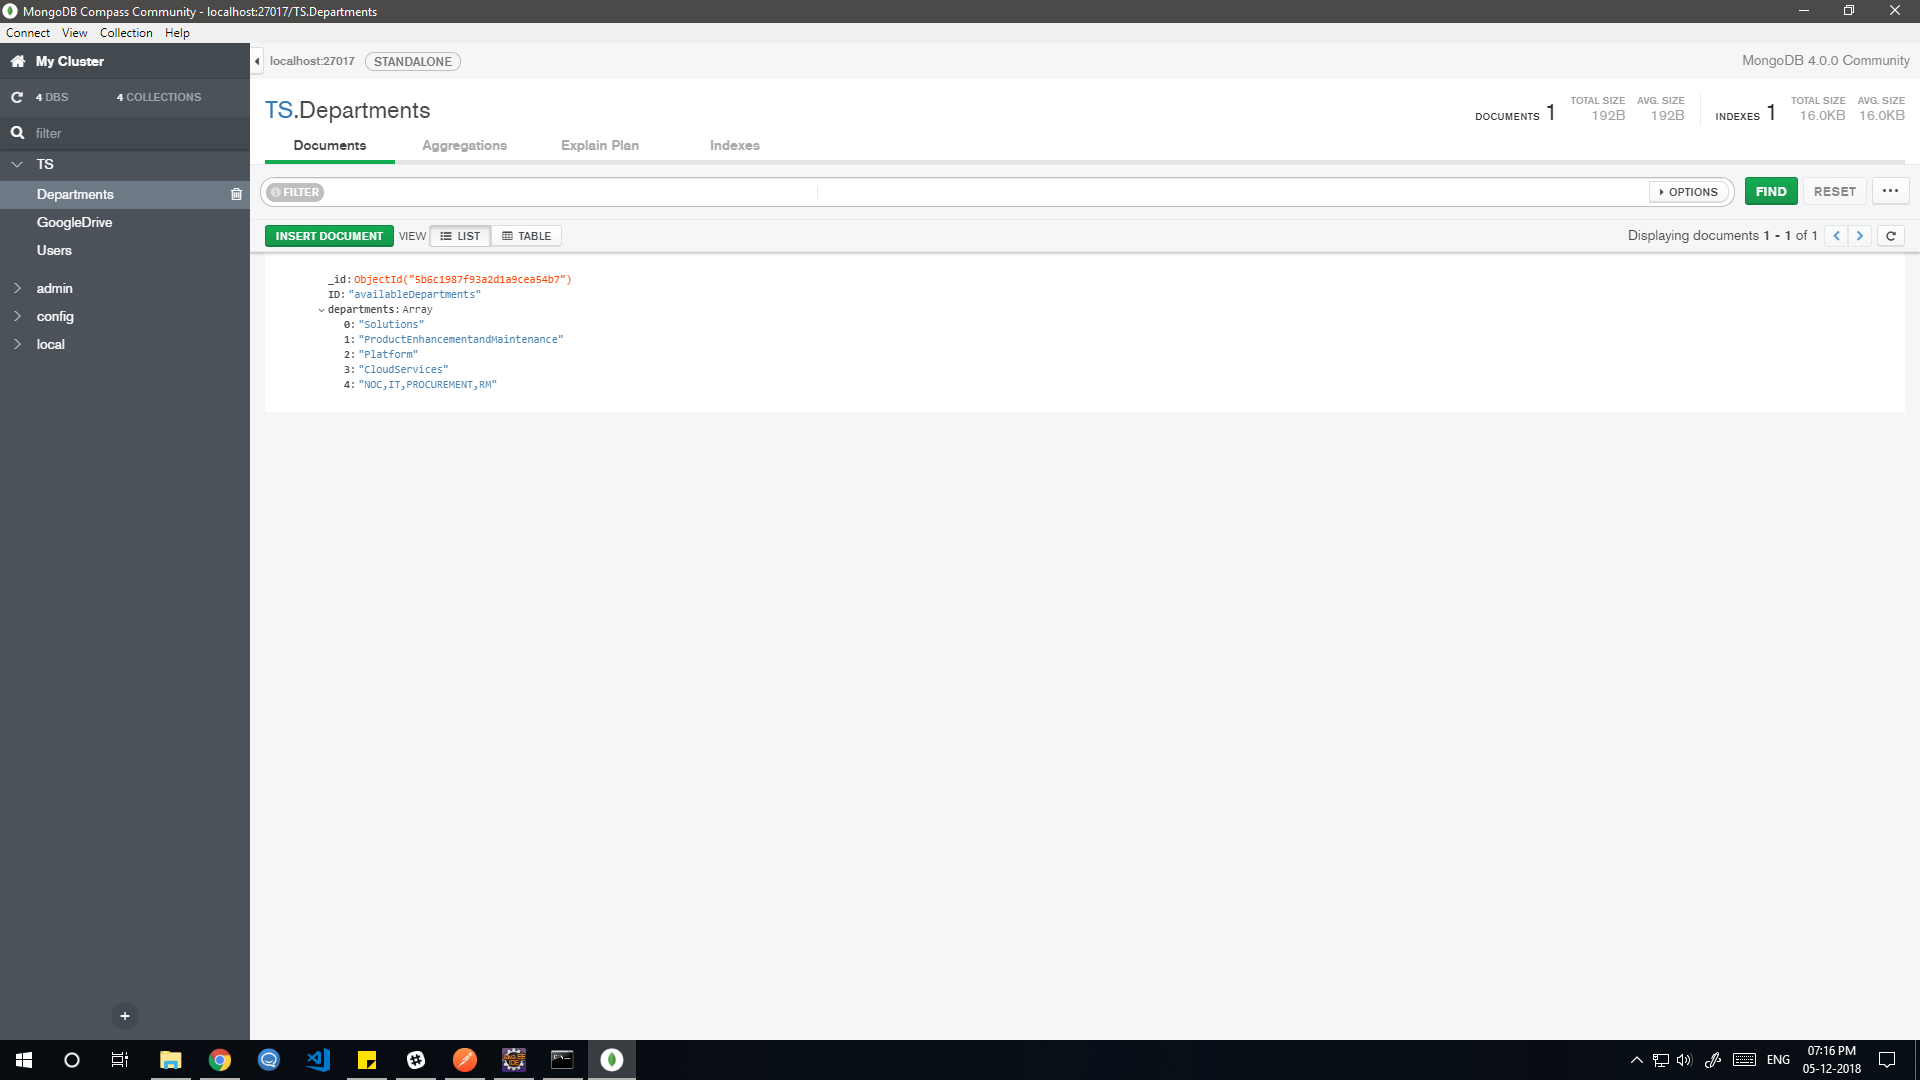 MongoDB Compass Community - localhost:27017/TS.Departments
Connect View Collection Help
My Cluster
4 DBS 4 COLLECTIONS
filter
TS
Departments
GoogleDrive
Users
admin
config
local
localhost:27017 STANDALONE MongoDB 4.0.0 Community
TS.Departments
DOCUMENTS 1 TOTAL SIZE 192B AVG. SIZE 192B INDEXES 1 TOTAL SIZE 16.0KB AVG. SIZE 16.0KB
Documents Aggregations Explain Plan Indexes
FILTER OPTIONS FIND RESET ...
INSERT DOCUMENT VIEW LIST TABLE Displaying documents 1 - 1 of 1
_id: ObjectId("5b6c1987f93a2d1a9cea54b7")
ID: "availableDepartments"
departments: Array
0: "Solutions"
1: "ProductEnhancementandMaintenance"
2: "Platform"
3: "CloudServices"
4: "NOC,IT,PROCUREMENT,RM"
ENG 07:16 PM
05-12-2018